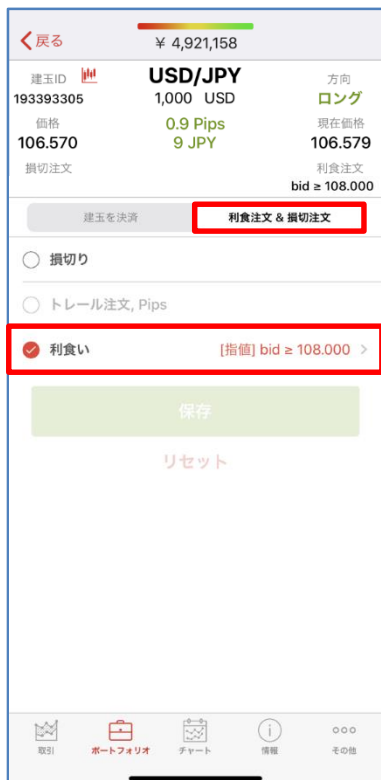 戻る
¥ 4,921,158
建玉ID
193393305
USD/JPY
1,000 USD
方向
ロング
価格
106.570
0.9 Pips
9 JPY
現在価格
106.579
損切注文
利食注文
bid ≥ 108.000
建玉を決済
利食注文 & 損切注文
損切り
トレール注文, Pips
利食い
[指値] bid ≥ 108.000
保存
リセット
取引
ポートフォリオ
チャート
情報
その他